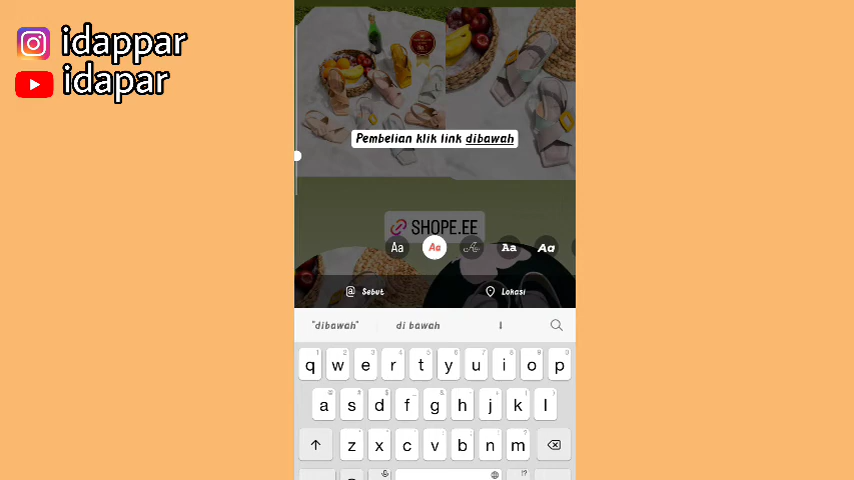 idappar
idapar
Pembelian klik link dibawah
SHOPE.EE
Aa Aa A Aa Aa
@ Sebut Lokasi
"dibawah" di bawah I
q w e r t y u i o p
a s d f g h j k l
z x c v b n m